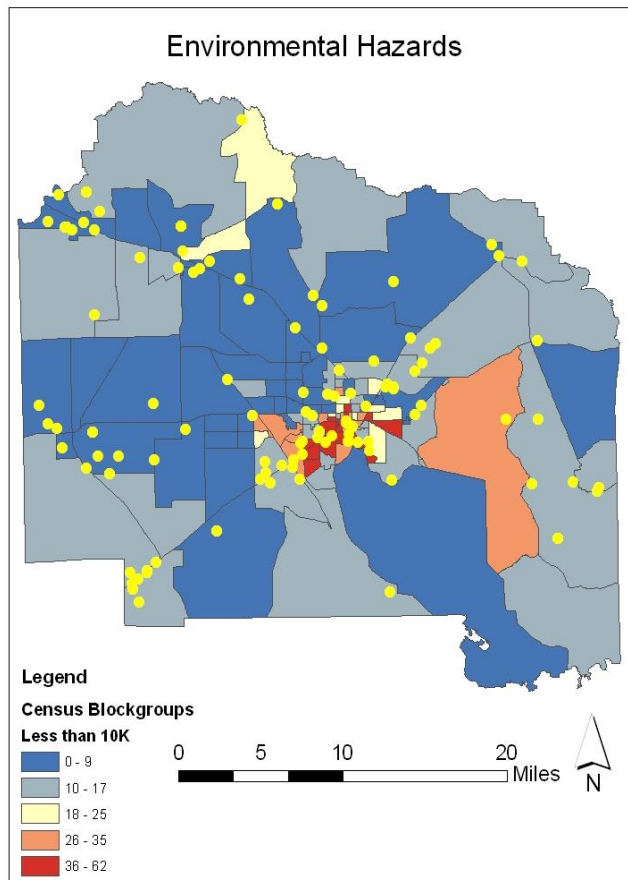 Environmental Hazards
Legend
Census Blockgroups
Less than 10K
0 - 9
10 - 17
18 - 25
26 - 35
36 - 62
0 5 10 20
Miles
N